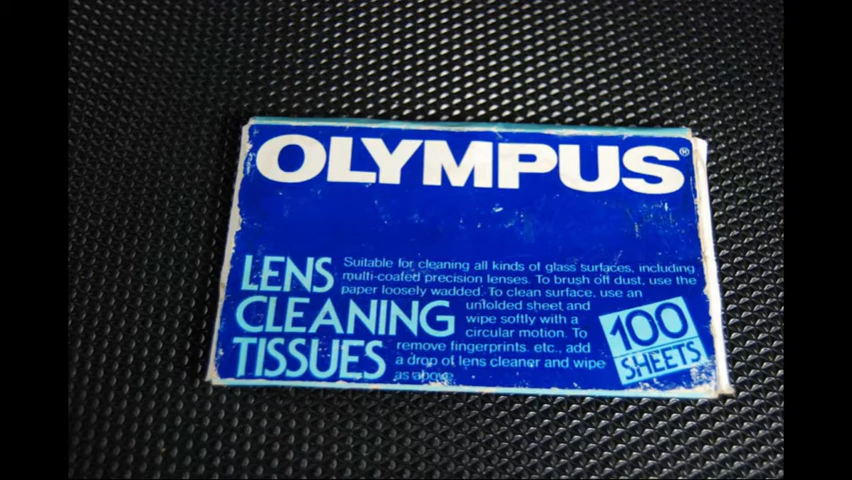 OLYMPUS®
LENS
CLEANING
TISSUES
Suitable for cleaning all kinds of glass surfaces, including
multi-coated precision lenses. To brush off dust, use the
paper loosely wadded. To clean surface, use an
unfolded sheet and
wipe softly with a
circular motion. To
remove fingerprints. etc., add
a drop of lens cleaner and wipe
as above.
100
SHEETS